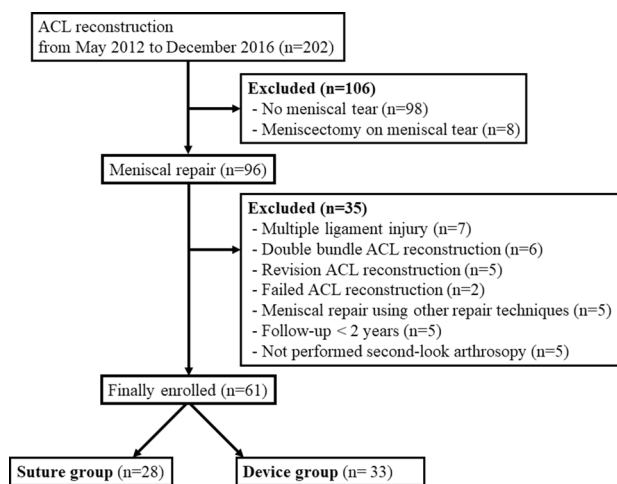 ACL reconstruction
from May 2012 to December 2016 (n=202)
Excluded (n=106)
- No meniscal tear (n=98)
- Meniscectomy on meniscal tear (n=8)
Meniscal repair (n=96)
Excluded (n=35)
- Multiple ligament injury (n=7)
- Double bundle ACL reconstruction (n=6)
- Revision ACL reconstruction (n=5)
- Failed ACL reconstruction (n=2)
- Meniscal repair using other repair techniques (n=5)
- Follow-up < 2 years (n=5)
- Not performed second-look arthrosopy (n=5)
Finally enrolled (n=61)
Suture group (n=28)
Device group (n= 33)